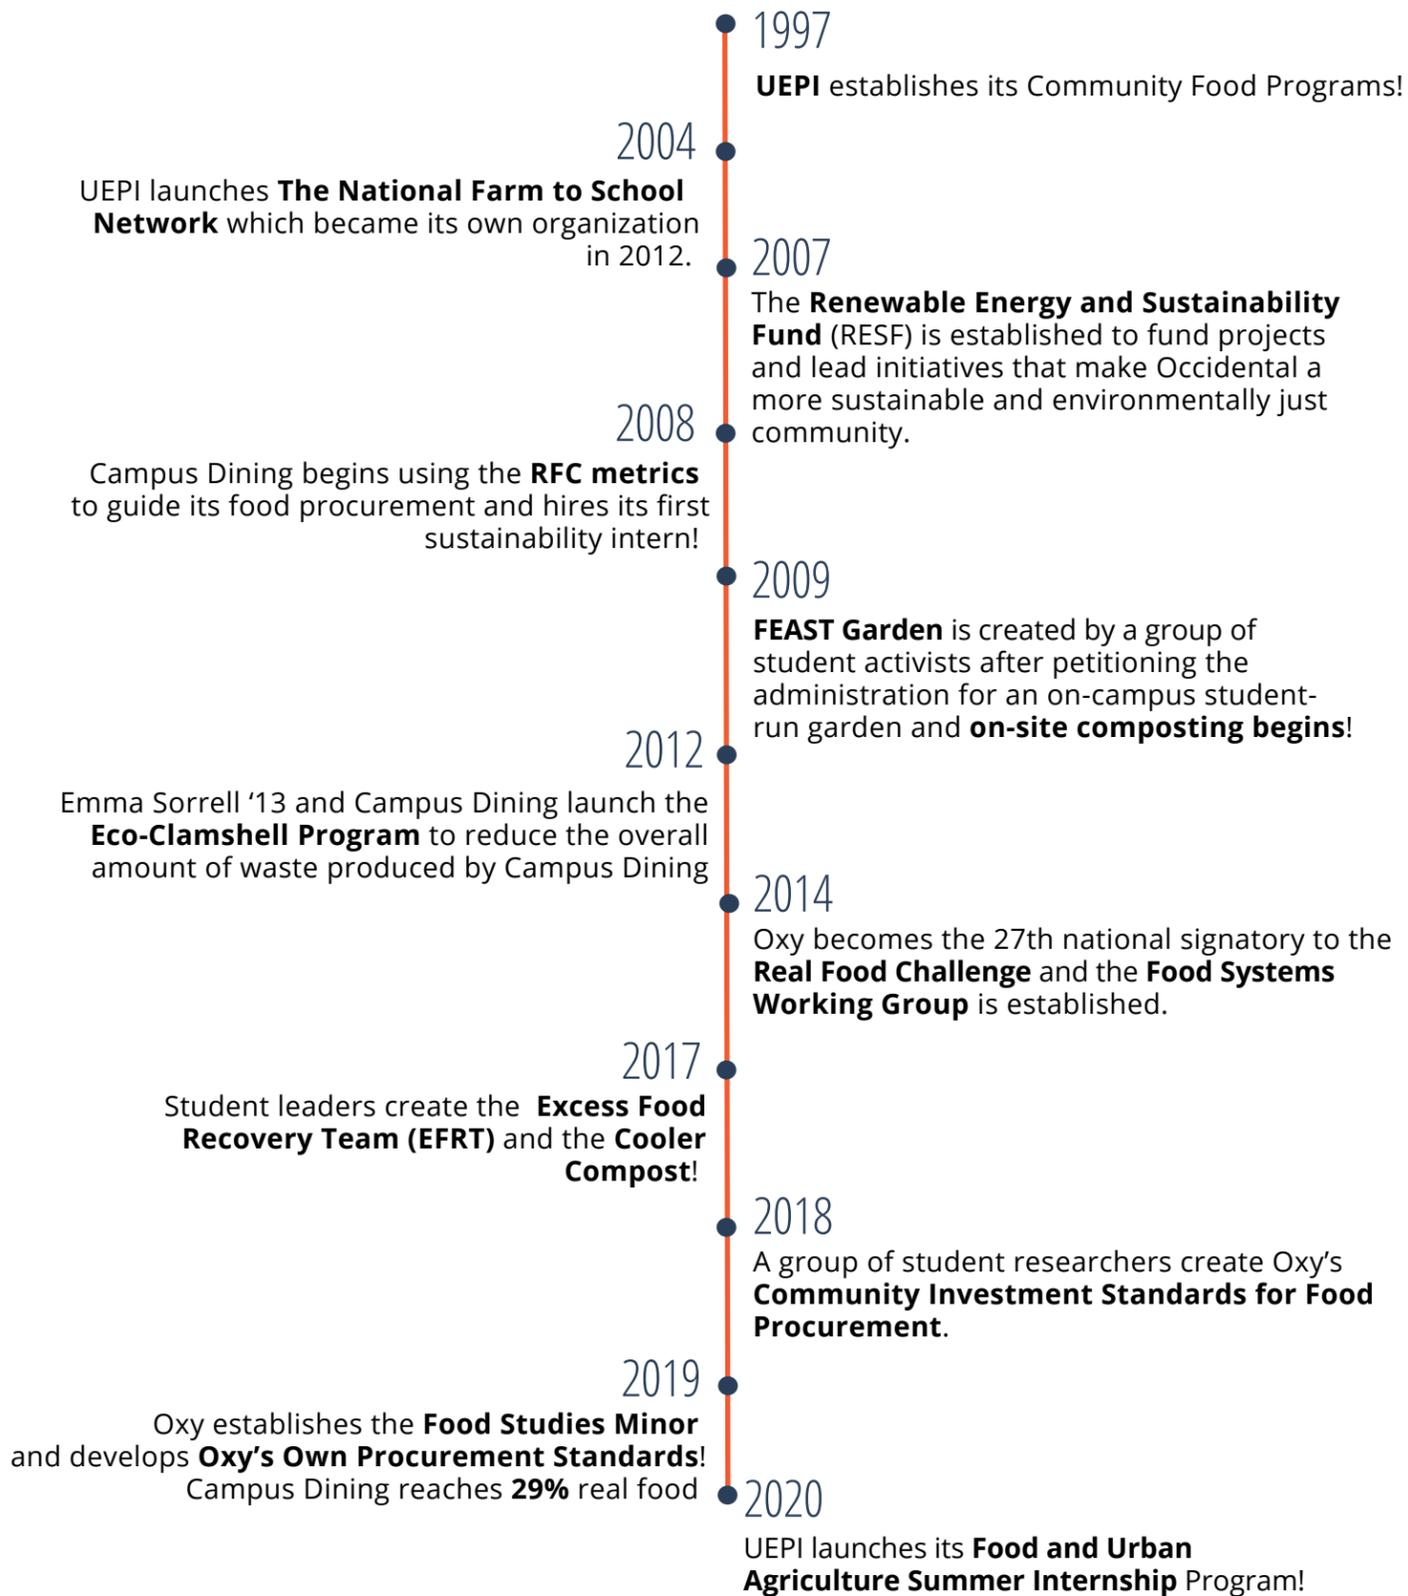 1997
UEPI establishes its Community Food Programs!
2004
UEPI launches The National Farm to School
Network which became its own organization
in 2012.
2007
The Renewable Energy and Sustainability
Fund (RESF) is established to fund projects
and lead initiatives that make Occidental a
more sustainable and environmentally just
community.
2008
Campus Dining begins using the RFC metrics
to guide its food procurement and hires its first
sustainability intern!
2009
FEAST Garden is created by a group of
student activists after petitioning the
administration for an on-campus student-
run garden and on-site composting begins!
2012
Emma Sorrell ‘13 and Campus Dining launch the
Eco-Clamshell Program to reduce the overall
amount of waste produced by Campus Dining
2014
Oxy becomes the 27th national signatory to the
Real Food Challenge and the Food Systems
Working Group is established.
2017
Student leaders create the Excess Food
Recovery Team (EFRT) and the Cooler
Compost!
2018
A group of student researchers create Oxy’s
Community Investment Standards for Food
Procurement.
2019
Oxy establishes the Food Studies Minor
and develops Oxy’s Own Procurement Standards!
Campus Dining reaches 29% real food
2020
UEPI launches its Food and Urban
Agriculture Summer Internship Program!